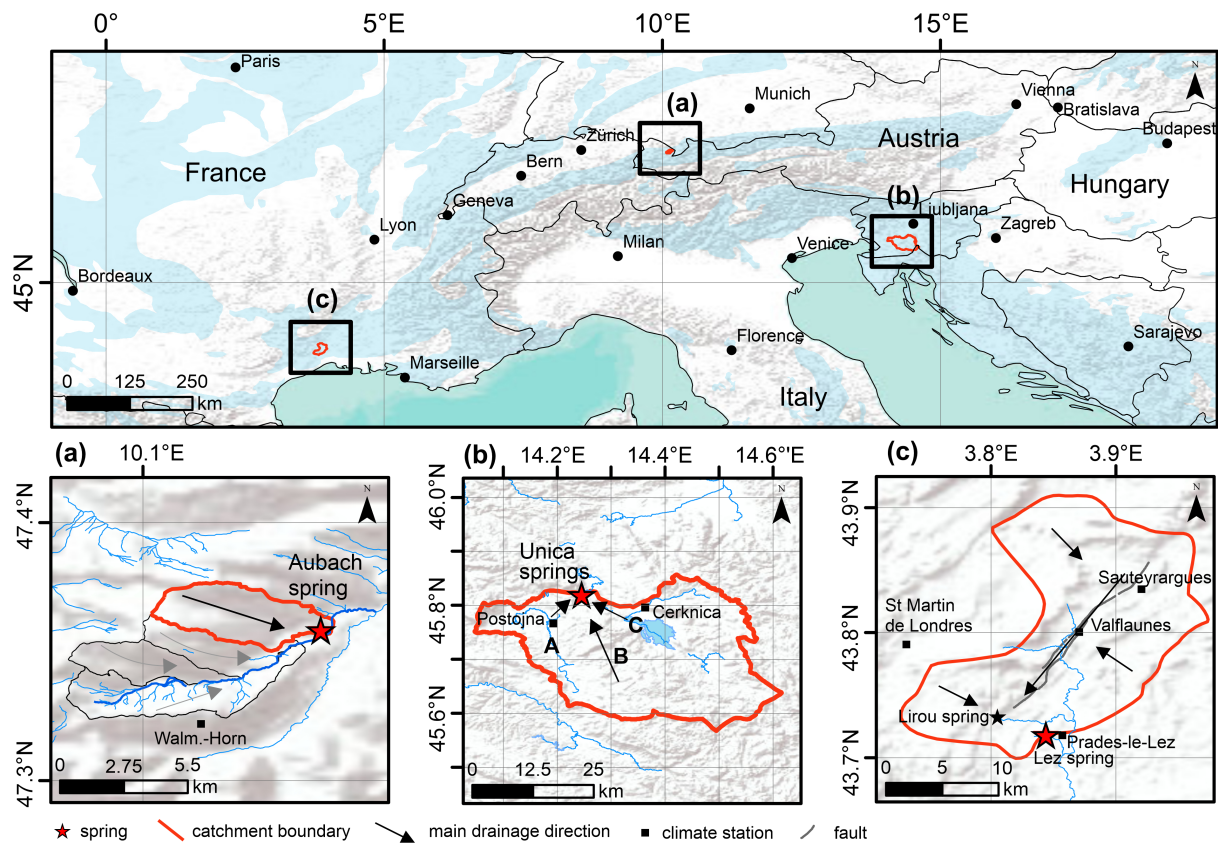 0° 5°E 10°E 15°E
N
Paris
Vienna
Munich
(a)
Bratislava
Zürich
Austria
Budapest
France
Bern
Hungary
(b)
Geneva
Ljubljana
Lyon
Zagreb
Milan
Venice
45°N
Bordeaux
(c)
Florence
Sarajevo
Marseille
0 125 250
km
Italy
(a)
10.1°E
N
47.4°N
Aubach
spring
Walm.-Horn
0 2.75 5.5
km
47.3°N
(b)
14.2°E 14.4°E 14.6°E
N
46.0°N
Unica
springs
45.8°N
Postojna
Cerknica
A
B
C
45.6°N
0 12.5 25
km
(c)
3.8°E 3.9°E
N
43.9°N
Sauteyrargues
St Martin
de Londres
43.8°N
Valflaunes
Lirou spring
Prades-le-Lez
Lez spring
43.7°N
0 5 10
km
spring catchment boundary main drainage direction climate station fault